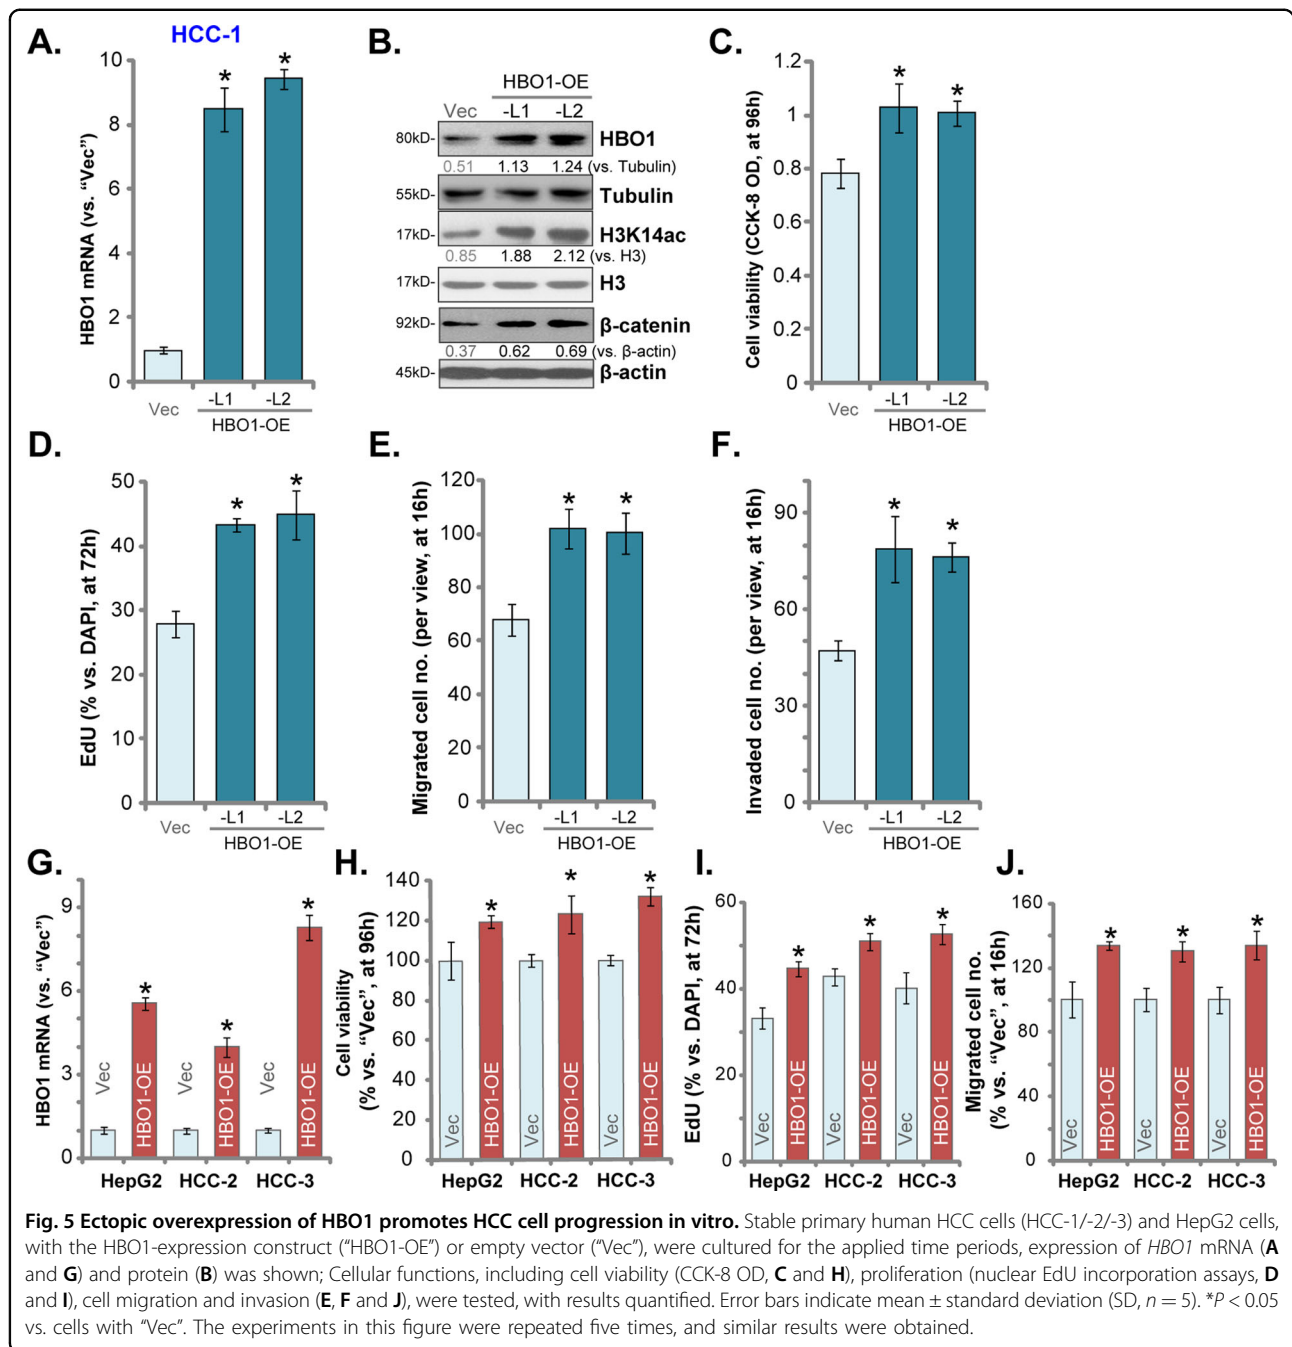 A.
HCC-1
HBO1 mRNA (vs. “Vec”)
10
8
6
4
2
0
*
*
Vec
-L1
-L2
HBO1-OE
B.
HBO1-OE
Vec
-L1
-L2
80kD-
HBO1
0.51 1.13 1.24 (vs. Tubulin)
55kD-
Tubulin
17kD-
H3K14ac
0.85 1.88 2.12 (vs. H3)
17kD-
H3
92kD-
β-catenin
0.37 0.62 0.69 (vs. β-actin)
45kD-
β-actin
C.
Cell viability (CCK-8 OD, at 96h)
1.2
1
0.8
0.6
0.4
0.2
0
*
*
Vec
-L1
-L2
HBO1-OE
D.
EdU (% vs. DAPI, at 72h)
50
40
30
20
10
0
*
*
Vec
-L1
-L2
HBO1-OE
E.
Migrated cell no. (per view, at 16h)
120
100
80
60
40
20
0
*
*
Vec
-L1
-L2
HBO1-OE
F.
Invaded cell no. (per view, at 16h)
90
60
30
0
*
*
Vec
-L1
-L2
HBO1-OE
G.
HBO1 mRNA (vs. “Vec”)
9
6
3
0
*
*
*
Vec
HBO1-OE
Vec
HBO1-OE
Vec
HBO1-OE
HepG2 HCC-2 HCC-3
H.
Cell viability
(% vs. “Vec”, at 96h)
140
120
100
80
60
40
20
0
*
*
*
Vec
HBO1-OE
Vec
HBO1-OE
Vec
HBO1-OE
HepG2 HCC-2 HCC-3
I.
EdU (% vs. DAPI, at 72h)
60
40
20
0
*
*
*
Vec
HBO1-OE
Vec
HBO1-OE
Vec
HBO1-OE
HepG2 HCC-2 HCC-3
J.
Migrated cell no.
(% vs. “Vec”, at 16h)
160
120
80
40
0
*
*
*
Vec
HBO1-OE
Vec
HBO1-OE
Vec
HBO1-OE
HepG2 HCC-2 HCC-3
Fig. 5 Ectopic overexpression of HBO1 promotes HCC cell progression in vitro. Stable primary human HCC cells (HCC-1/-2/-3) and HepG2 cells,
with the HBO1-expression construct (“HBO1-OE”) or empty vector (“Vec”), were cultured for the applied time periods, expression of HBO1 mRNA (A
and G) and protein (B) was shown; Cellular functions, including cell viability (CCK-8 OD, C and H), proliferation (nuclear EdU incorporation assays, D
and I), cell migration and invasion (E, F and J), were tested, with results quantified. Error bars indicate mean ± standard deviation (SD, n = 5). *P < 0.05
vs. cells with “Vec”. The experiments in this figure were repeated five times, and similar results were obtained.